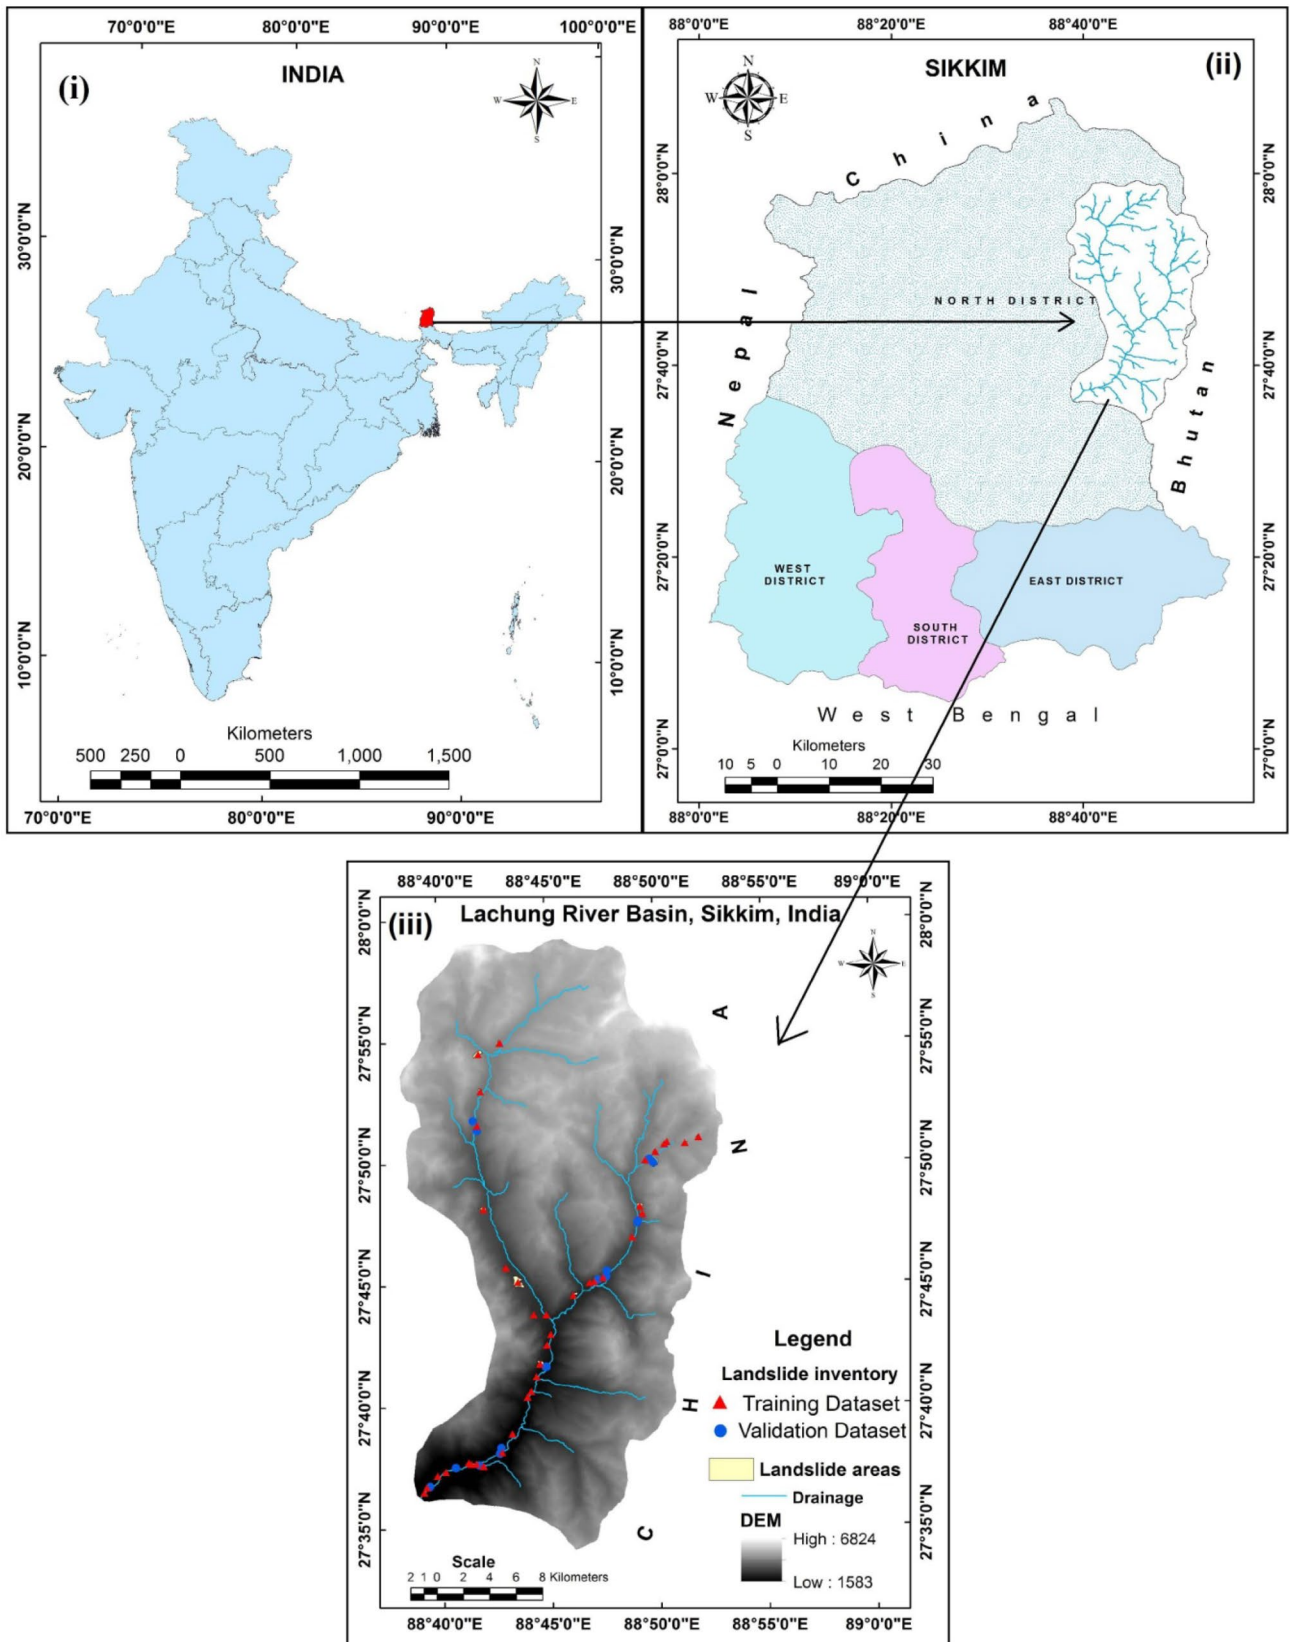 70°0'0"E 80°0'0"E 90°0'0"E 100°0'0"E
(i)
INDIA
N
W E
S
30°0'0"N
20°0'0"N
10°0'0"N
30°0'0"N
20°0'0"N
10°0'0"N
Kilometers
500 250 0 500 1,000 1,500
70°0'0"E 80°0'0"E 90°0'0"E
88°0'0"E 88°20'0"E 88°40'0"E
SIKKIM
(ii)
N
W E
S
28°0'0"N
27°40'0"N
27°20'0"N
27°0'0"N
28°0'0"N
27°40'0"N
27°20'0"N
27°0'0"N
China
Nepal
NORTH DISTRICT
Bhutan
WEST
DISTRICT
EAST DISTRICT
SOUTH
DISTRICT
West Bengal
Kilometers
10 5 0 10 20 30
88°0'0"E 88°20'0"E 88°40'0"E
88°40'0"E 88°45'0"E 88°50'0"E 88°55'0"E 89°0'0"E
(iii)
Lachung River Basin, Sikkim, India
N
W E
S
28°0'0"N
27°55'0"N
27°50'0"N
27°45'0"N
27°40'0"N
27°35'0"N
28°0'0"N
27°55'0"N
27°50'0"N
27°45'0"N
27°40'0"N
27°35'0"N
CHINA
Legend
Landslide inventory
Training Dataset
Validation Dataset
Landslide areas
Drainage
DEM
High : 6824
Low : 1583
Scale
2 1 0 2 4 6 8 Kilometers
88°40'0"E 88°45'0"E 88°50'0"E 88°55'0"E 89°0'0"E